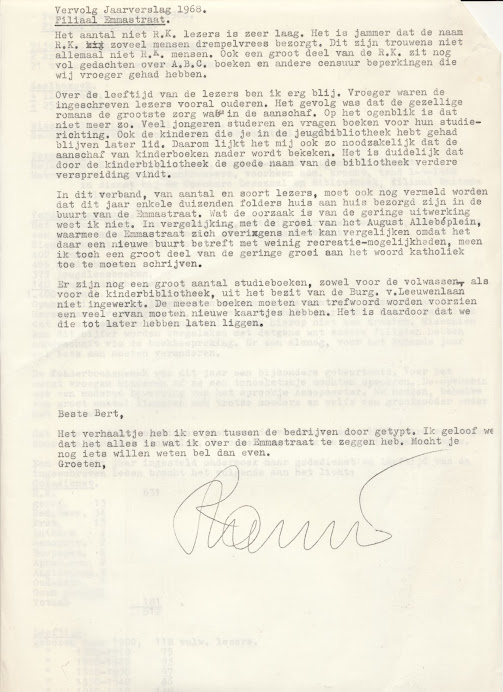 Vervolg Jaarverslag 1968.
Filiaal Emmastraat.
Het aantal niet R.K. lezers is zeer laag. Het is jammer dat de naam
R.K. zoveel mensen drempelvrees bezorgt. Dit zijn trouwens niet
allemaal niet R.K. mensen. Ook een groot deel van de R.K. zit nog
vol gedachten over A.B.C. boeken en andere censuur beperkingen die
wij vroeger gehad hebben.
Over de leeftijd van de lezers ben ik erg blij. Vroeger waren de
ingeschreven lezers vooral ouderen. Het gevolg was dat de gezellige
romans de grootste zorg was in de aanschaf. Op het ogenblik is dat
niet meer zo. Veel jongeren studeren en vragen boeken voor hun studie-
richting. Ook de kinderen die je in de jeugdbibliotheek hebt gehad
blijven later lid. Daarom lijkt het mij ook zo noodzakelijk dat de
aanschaf van kinderboeken nader wordt bekeken. Het is duidelijk dat
door de kinderbibliotheek de goede naam van de bibliotheek verdere
verspreiding vindt.
In dit verband, van aantal en soort lezers, moet ook nog vermeld worden
dat dit jaar enkele duizenden folders huis aan huis bezorgd zijn in de
buurt van de Emmastraat. Wat de oorzaak is van de geringe uitwerking
weet ik niet. In vergelijking met de groei van het August Allebéplein,
waarmee de Emmastraat zich overigens niet kan vergelijken omdat het
daar een nieuwe buurt betreft met weinig recreatie-mogelijkheden, meen
ik toch een groot deel van de geringe groei aan het woord katholiek
toe te moeten schrijven.
Er zijn nog een groot aantal studieboeken, zowel voor de volwassen- als
voor de kinderbibliotheek, uit het bezit van de Burg. v.Leeuwenlaan
niet ingewerkt. De meeste boeken moeten van trefwoord worden voorzien
een veel ervan moeten nieuwe kaartjes hebben. Het is daardoor dat we
die tot later hebben laten liggen.
Beste Bert,
Het verhaaltje heb ik even tussen de bedrijven door getypt. Ik geloof we
dat het alles is wat ik over de Emmastraat te zeggen heb. Mocht je
nog iets willen weten bel dan even.
Groeten,